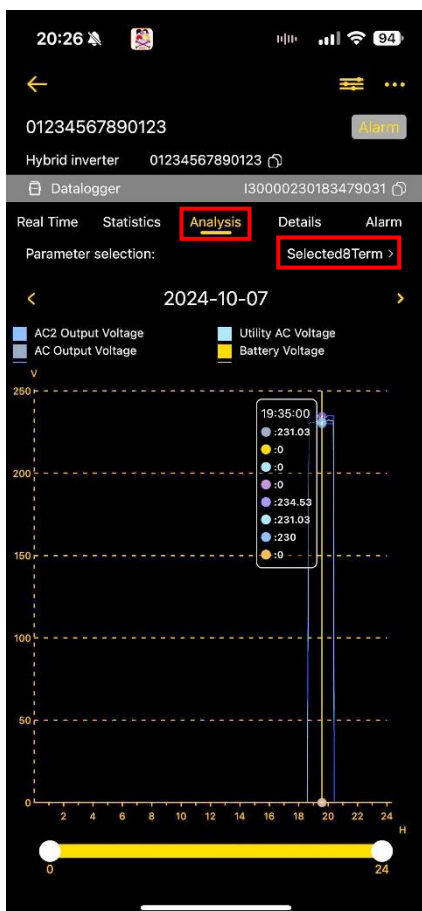 20:26 94
01234567890123 Alarm
Hybrid inverter 01234567890123
Datalogger I30000230183479031
Real Time Statistics Analysis Details Alarm
Parameter selection: Selected8Term >
< 2024-10-07 >
AC2 Output Voltage Utility AC Voltage
AC Output Voltage Battery Voltage
V
250
19:35:00
:231.03
:0
:0
200
:0
:234.53
:231.03
:230
:0
150
100
50
0
2 4 6 8 10 12 14 16 18 20 22 24
H
0 24